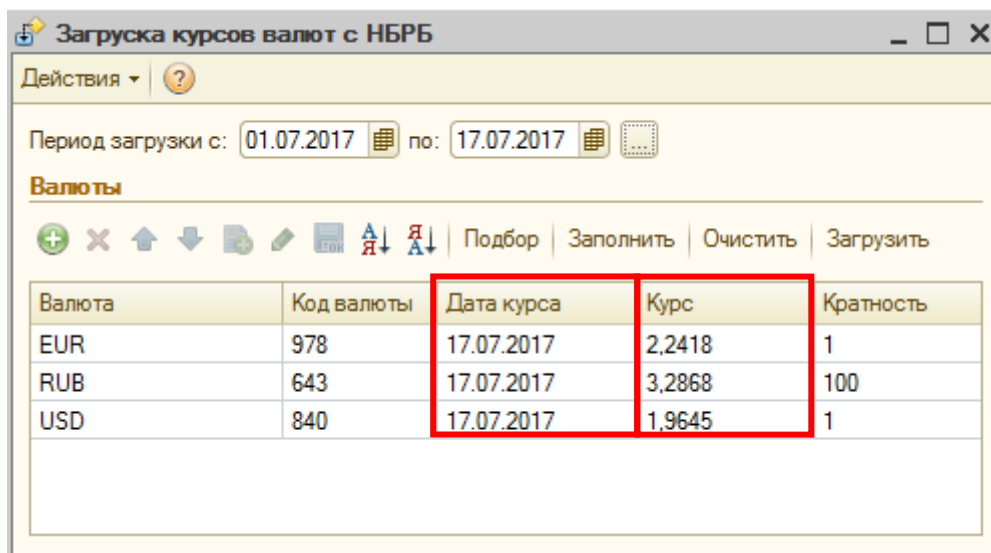 Загруска курсов валют с НБРБ
Действия
Период загрузки с: 01.07.2017 по: 17.07.2017 ...
Валюты
Подбор Заполнить Очистить Загрузить
Валюта Код валюты Дата курса Курс Кратность
EUR 978 17.07.2017 2,2418 1
RUB 643 17.07.2017 3,2868 100
USD 840 17.07.2017 1,9645 1